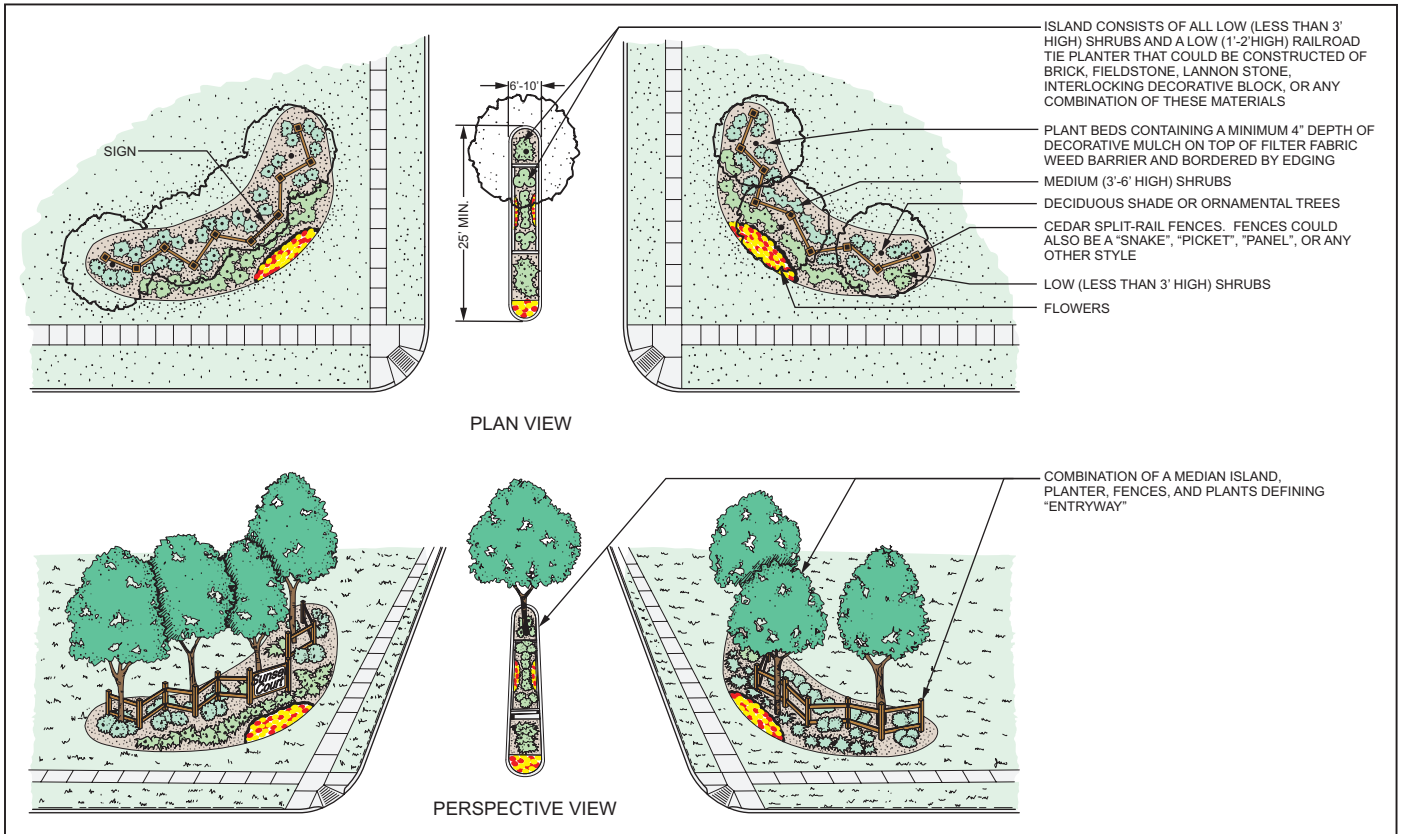 ISLAND CONSISTS OF ALL LOW (LESS THAN 3'
HIGH) SHRUBS AND A LOW (1'-2'HIGH) RAILROAD
TIE PLANTER THAT COULD BE CONSTRUCTED OF
BRICK, FIELDSTONE, LANNON STONE,
INTERLOCKING DECORATIVE BLOCK, OR ANY
COMBINATION OF THESE MATERIALS
6'-10'
PLANT BEDS CONTAINING A MINIMUM 4" DEPTH OF
DECORATIVE MULCH ON TOP OF FILTER FABRIC
WEED BARRIER AND BORDERED BY EDGING
SIGN
MEDIUM (3'-6' HIGH) SHRUBS
DECIDUOUS SHADE OR ORNAMENTAL TREES
25' MIN.
CEDAR SPLIT-RAIL FENCES.  FENCES COULD
ALSO BE A “SNAKE”, “PICKET”, ”PANEL”, OR ANY
OTHER STYLE
LOW (LESS THAN 3' HIGH) SHRUBS
FLOWERS
PLAN VIEW
COMBINATION OF A MEDIAN ISLAND,
PLANTER, FENCES, AND PLANTS DEFINING
“ENTRYWAY”
Sunset
Court
PERSPECTIVE VIEW